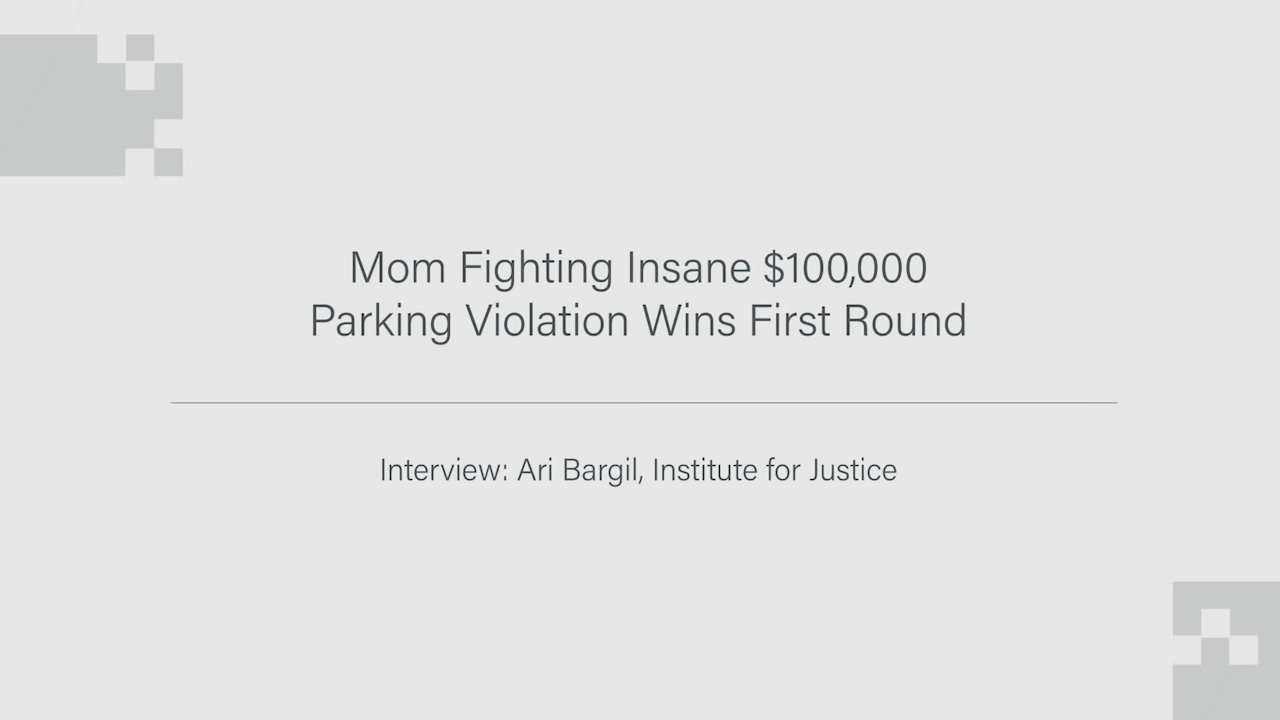 Mom Fighting Insane $100,000
Parking Violation Wins First Round
Interview: Ari Bargil, Institute for Justice